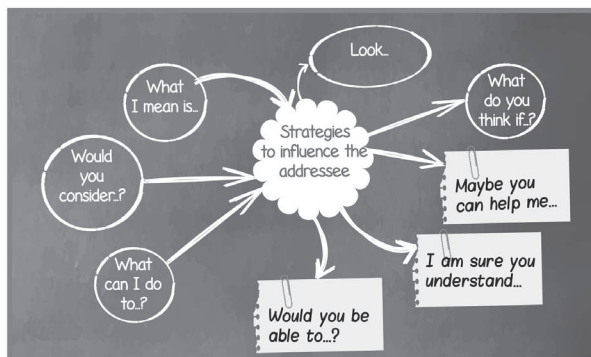 Look...
What
I mean is...
What
do you
think if...?
Strategies
to influence the
addressee
Would
you
consider...?
Maybe you
can help me...
What
can I do
to...?
I am sure you
understand...
Would you be
able to...?